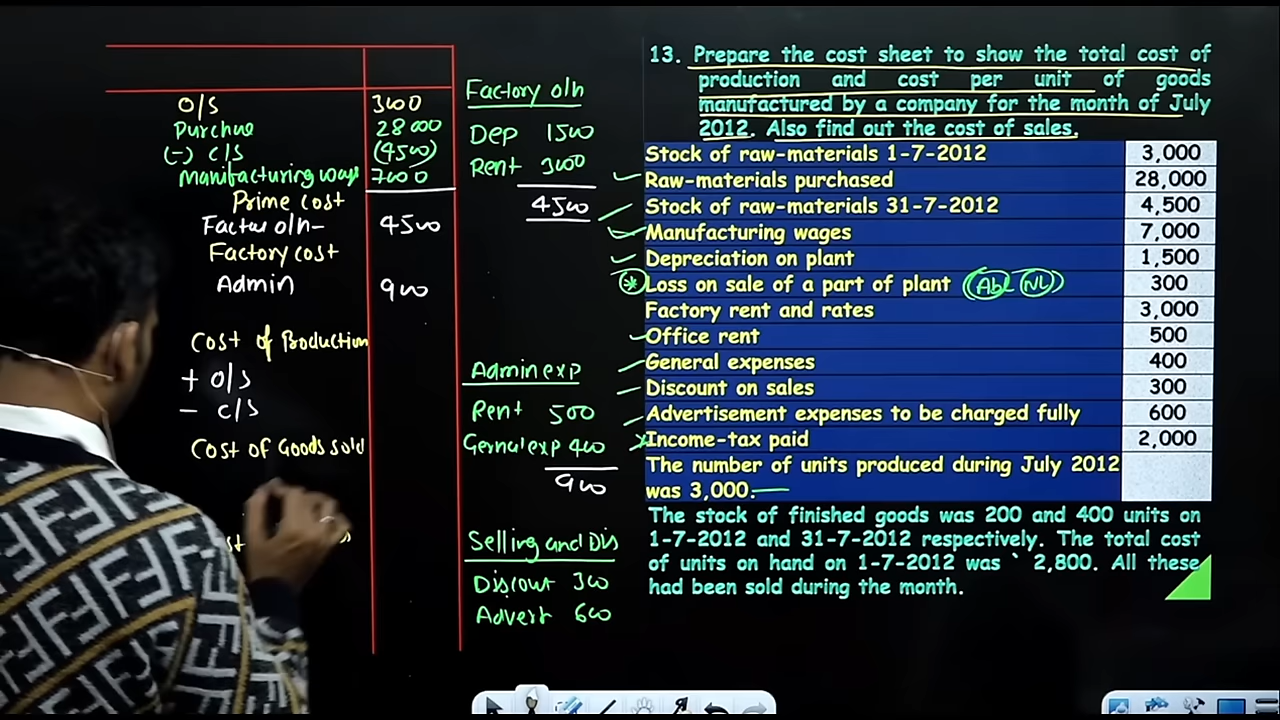 O/S 3000
Purchae 28000
(-) C/S (4500)
Manufacturing wags 7000
Prime cost
Factor o/h- 4500
Factory cost
Admin 900
Cost of Production
+ O/S
- C/S
Cost of Goods sold
Factory o/h
Dep 1500
Rent 3000
4500
Admin exp
Rent 500
Gernal exp 400
900
Selling and Dis
Discount 300
Advert 600
13. Prepare the cost sheet to show the total cost of
production and cost per unit of goods
manufactured by a company for the month of July
2012. Also find out the cost of sales.
Stock of raw-materials 1-7-2012 3,000
Raw-materials purchased 28,000
Stock of raw-materials 31-7-2012 4,500
Manufacturing wages 7,000
Depreciation on plant 1,500
Loss on sale of a part of plant (Ab NL) 300
Factory rent and rates 3,000
Office rent 500
General expenses 400
Discount on sales 300
Advertisement expenses to be charged fully 600
Income-tax paid 2,000
The number of units produced during July 2012
was 3,000.
The stock of finished goods was 200 and 400 units on
1-7-2012 and 31-7-2012 respectively. The total cost
of units on hand on 1-7-2012 was ` 2,800. All these
had been sold during the month.